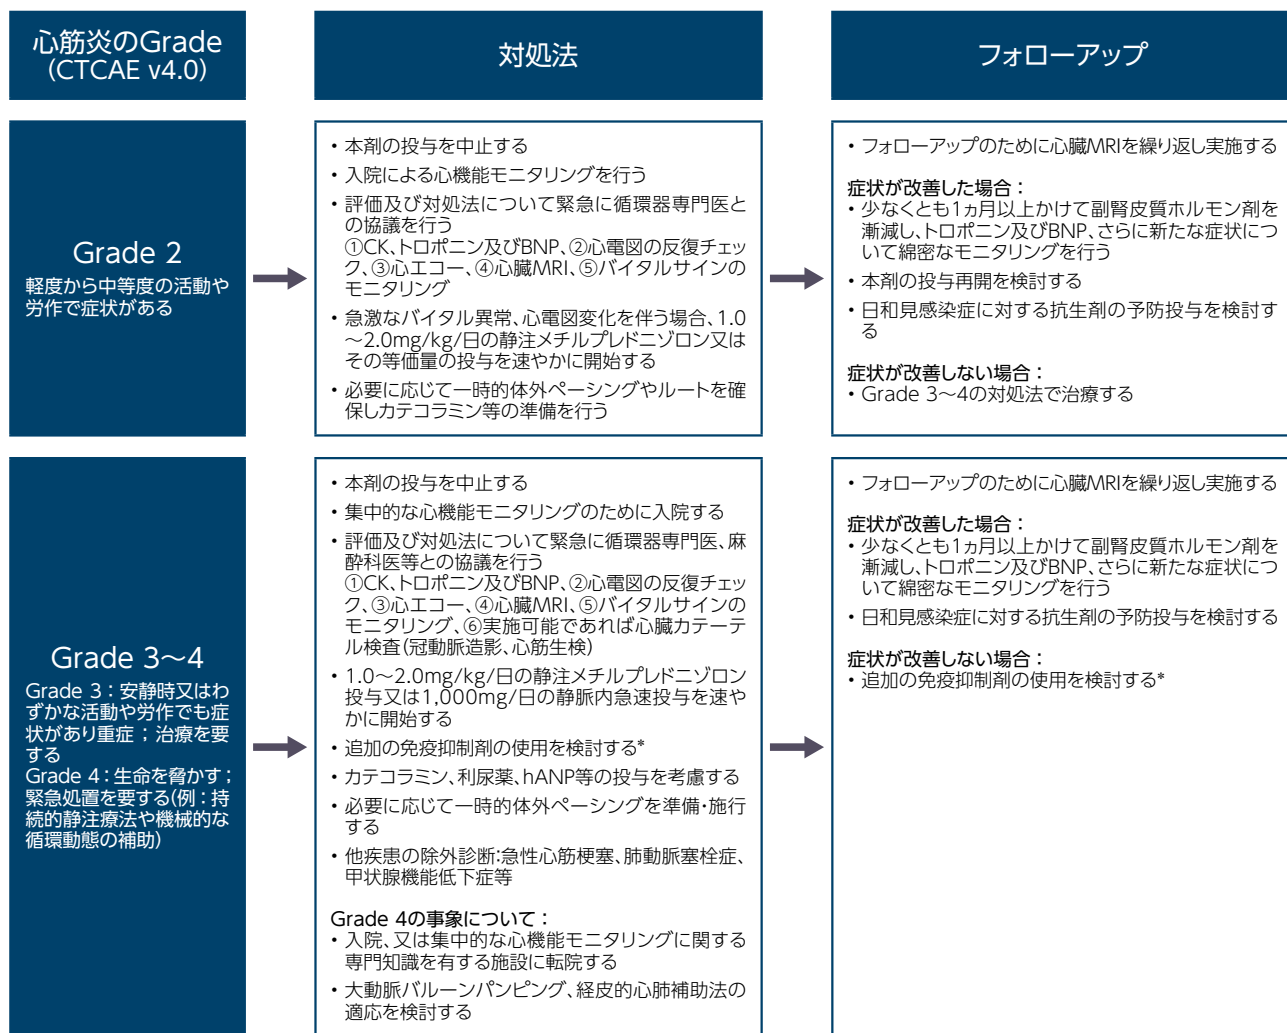 心筋炎のGrade
(CTCAE v4.0)
対処法
フォローアップ
Grade 2
軽度から中等度の活動や
労作で症状がある
・本剤の投与を中止する
・入院による心機能モニタリングを行う
・評価及び対処法について緊急に循環器専門医と
の協議を行う
①CK、トロポニン及びBNP、②心電図の反復チェッ
ク、③心エコー、④心臓MRI、⑤バイタルサインの
モニタリング
・急激なバイタル異常、心電図変化を伴う場合、1.0
～2.0mg/kg/日の静注メチルプレドニゾロン又は
その等価量の投与を速やかに開始する
・必要に応じて一時的体外ペーシングやルートを確
保しカテコラミン等の準備を行う
・フォローアップのために心臓MRIを繰り返し実施する
症状が改善した場合：
・少なくとも1ヵ月以上かけて副腎皮質ホルモン剤を
漸減し、トロポニン及びBNP、さらに新たな症状につ
いて綿密なモニタリングを行う
・本剤の投与再開を検討する
・日和見感染症に対する抗生剤の予防投与を検討す
る
症状が改善しない場合：
・Grade 3～4の対処法で治療する
Grade 3～4
Grade 3：安静時又はわ
ずかな活動や労作でも症
状があり重症；治療を要
する
Grade 4：生命を脅かす；
緊急処置を要する(例：持
続的静注療法や機械的な
循環動態の補助)
・本剤の投与を中止する
・集中的な心機能モニタリングのために入院する
・評価及び対処法について緊急に循環器専門医、麻
酔科医等との協議を行う
①CK、トロポニン及びBNP、②心電図の反復チェッ
ク、③心エコー、④心臓MRI、⑤バイタルサインの
モニタリング、⑥実施可能であれば心臓カテーテ
ル検査(冠動脈造影、心筋生検)
・1.0～2.0mg/kg/日の静注メチルプレドニゾロン
投与又は1,000mg/日の静脈内急速投与を速や
かに開始する
・追加の免疫抑制剤の使用を検討する*
・カテコラミン、利尿薬、hANP等の投与を考慮する
・必要に応じて一時的体外ペーシングを準備・施行
する
・他疾患の除外診断:急性心筋梗塞、肺動脈塞栓症、
甲状腺機能低下症等
Grade 4の事象について：
・入院、又は集中的な心機能モニタリングに関する
専門知識を有する施設に転院する
・大動脈バルーンパンピング、経皮的心肺補助法の
適応を検討する
・フォローアップのために心臓MRIを繰り返し実施する
症状が改善した場合：
・少なくとも1ヵ月以上かけて副腎皮質ホルモン剤を
漸減し、トロポニン及びBNP、さらに新たな症状につ
いて綿密なモニタリングを行う
・日和見感染症に対する抗生剤の予防投与を検討する
症状が改善しない場合：
・追加の免疫抑制剤の使用を検討する*